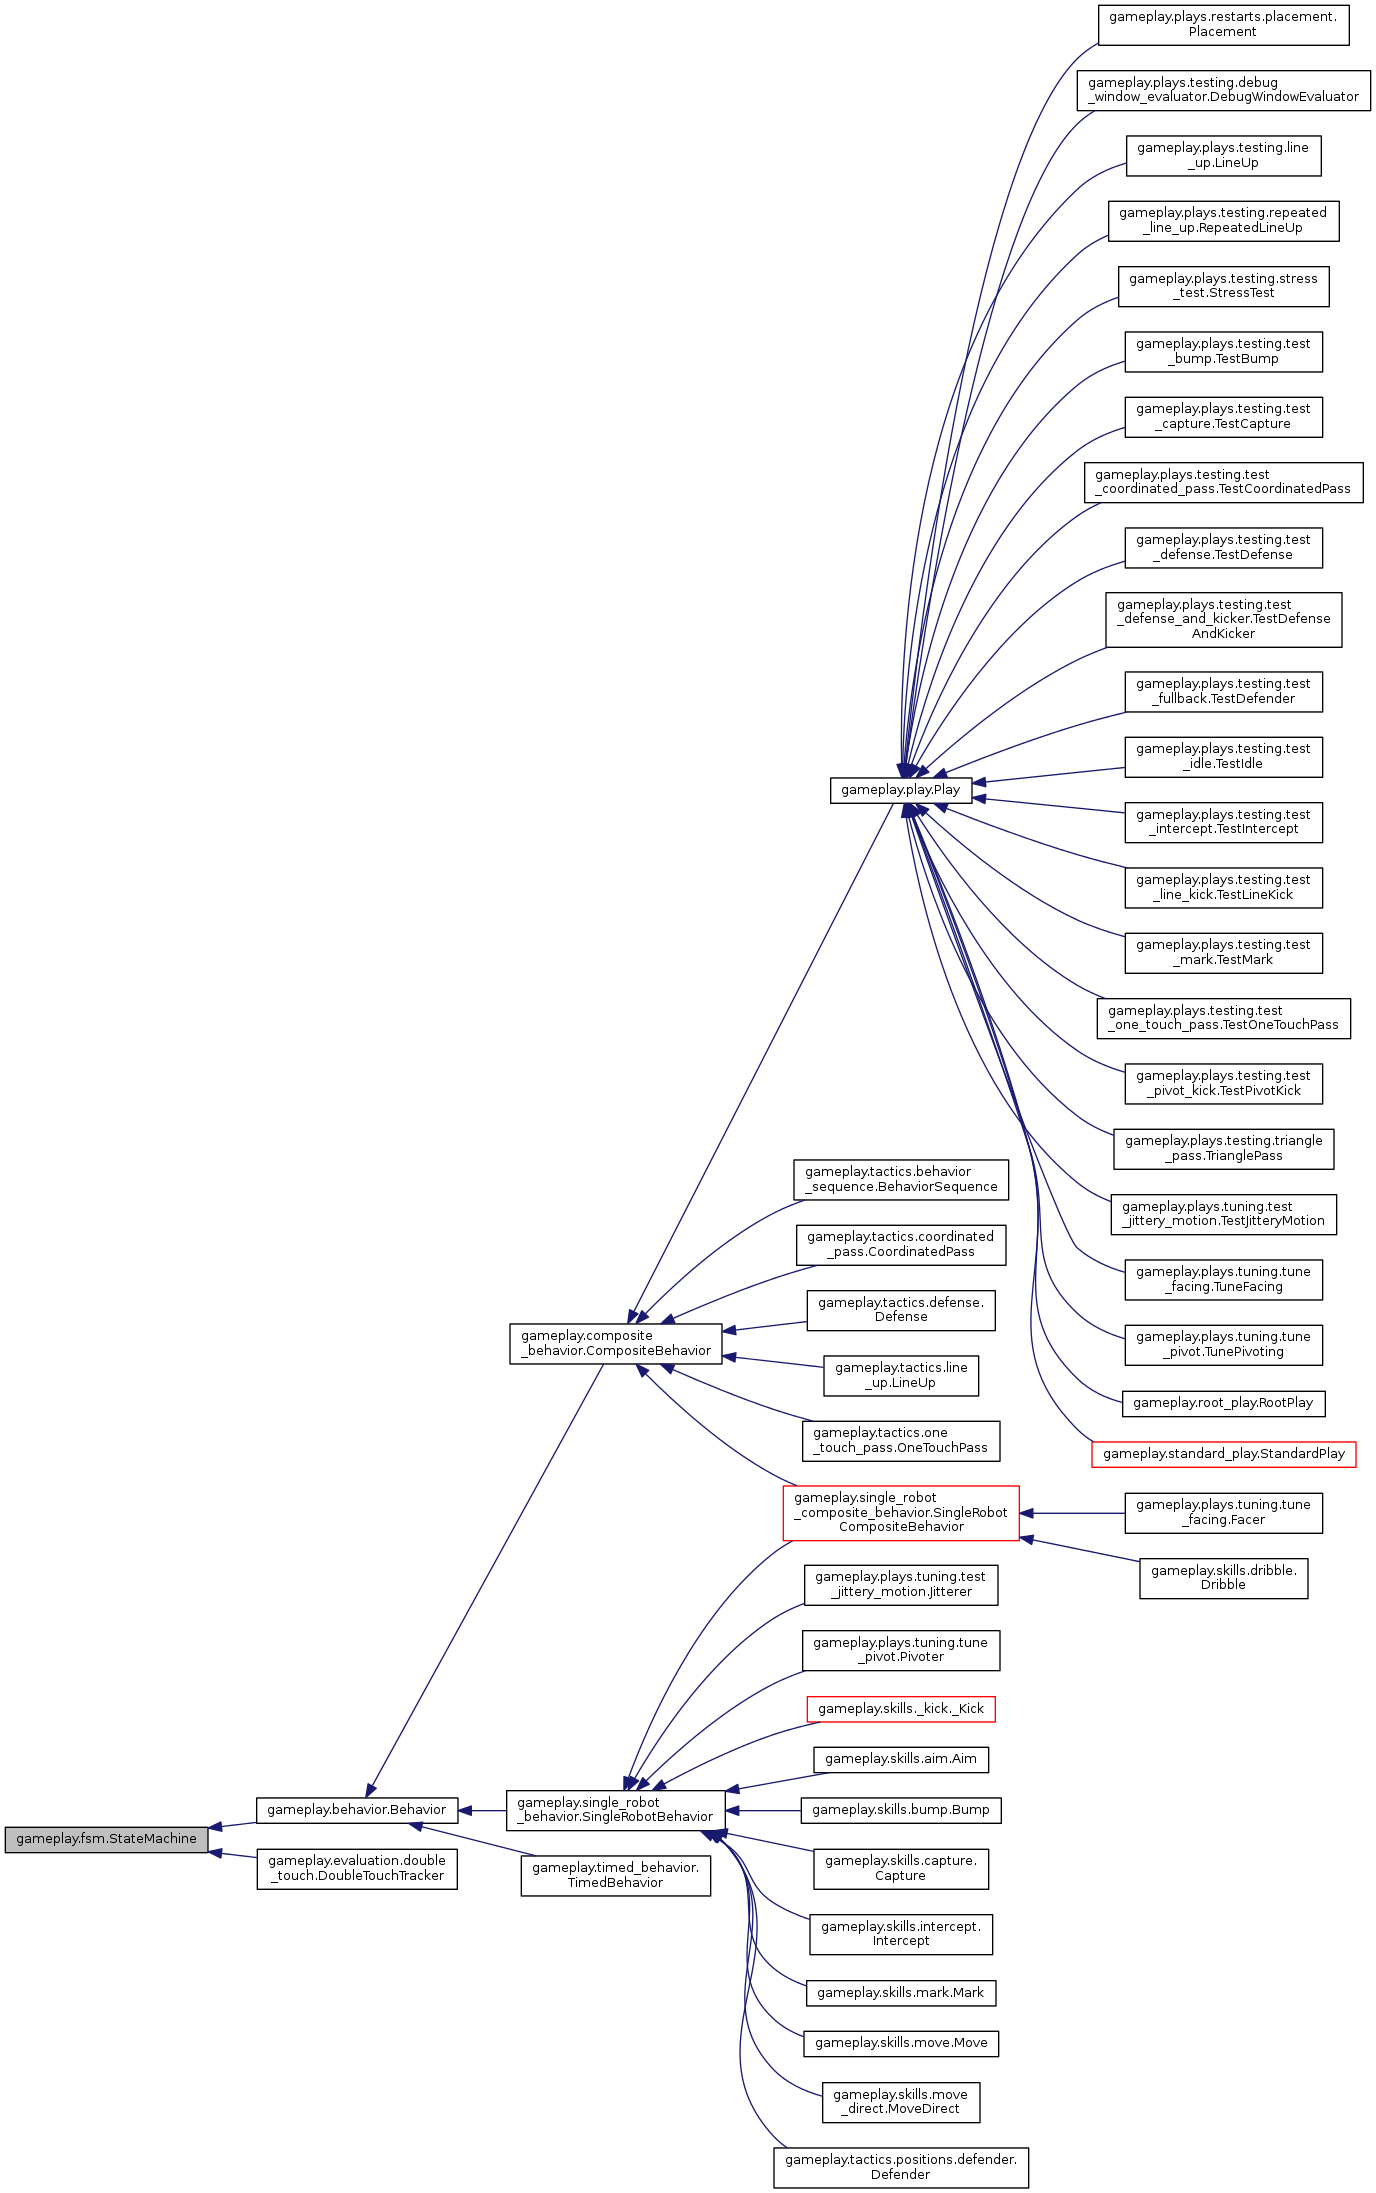 gameplay.plays.restarts.placement.
Placement
gameplay.plays.testing.debug
_window_evaluator.DebugWindowEvaluator
gameplay.plays.testing.line
_up.LineUp
gameplay.plays.testing.repeated
_line_up.RepeatedLineUp
gameplay.plays.testing.stress
_test.StressTest
gameplay.plays.testing.test
_bump.TestBump
gameplay.plays.testing.test
_capture.TestCapture
gameplay.plays.testing.test
_coordinated_pass.TestCoordinatedPass
gameplay.plays.testing.test
_defense.TestDefense
gameplay.plays.testing.test
_defense_and_kicker.TestDefense
AndKicker
gameplay.plays.testing.test
_fullback.TestDefender
gameplay.plays.testing.test
_idle.TestIdle
gameplay.play.Play
gameplay.plays.testing.test
_intercept.TestIntercept
gameplay.plays.testing.test
_line_kick.TestLineKick
gameplay.plays.testing.test
_mark.TestMark
gameplay.plays.testing.test
_one_touch_pass.TestOneTouchPass
gameplay.plays.testing.test
_pivot_kick.TestPivotKick
gameplay.plays.testing.triangle
_pass.TrianglePass
gameplay.tactics.behavior
_sequence.BehaviorSequence
gameplay.plays.tuning.test
_jittery_motion.TestJitteryMotion
gameplay.tactics.coordinated
_pass.CoordinatedPass
gameplay.plays.tuning.tune
_facing.TuneFacing
gameplay.tactics.defense.
Defense
gameplay.composite
_behavior.CompositeBehavior
gameplay.plays.tuning.tune
_pivot.TunePivoting
gameplay.tactics.line
_up.LineUp
gameplay.root_play.RootPlay
gameplay.tactics.one
_touch_pass.OneTouchPass
gameplay.standard_play.StandardPlay
gameplay.single_robot
_composite_behavior.SingleRobot
CompositeBehavior
gameplay.plays.tuning.tune
_facing.Facer
gameplay.skills.dribble.
Dribble
gameplay.plays.tuning.test
_jittery_motion.Jitterer
gameplay.plays.tuning.tune
_pivot.Pivoter
gameplay.skills._kick._Kick
gameplay.skills.aim.Aim
gameplay.behavior.Behavior
gameplay.single_robot
_behavior.SingleRobotBehavior
gameplay.skills.bump.Bump
gameplay.fsm.StateMachine
gameplay.evaluation.double
_touch.DoubleTouchTracker
gameplay.timed_behavior.
TimedBehavior
gameplay.skills.capture.
Capture
gameplay.skills.intercept.
Intercept
gameplay.skills.mark.Mark
gameplay.skills.move.Move
gameplay.skills.move
_direct.MoveDirect
gameplay.tactics.positions.defender.
Defender